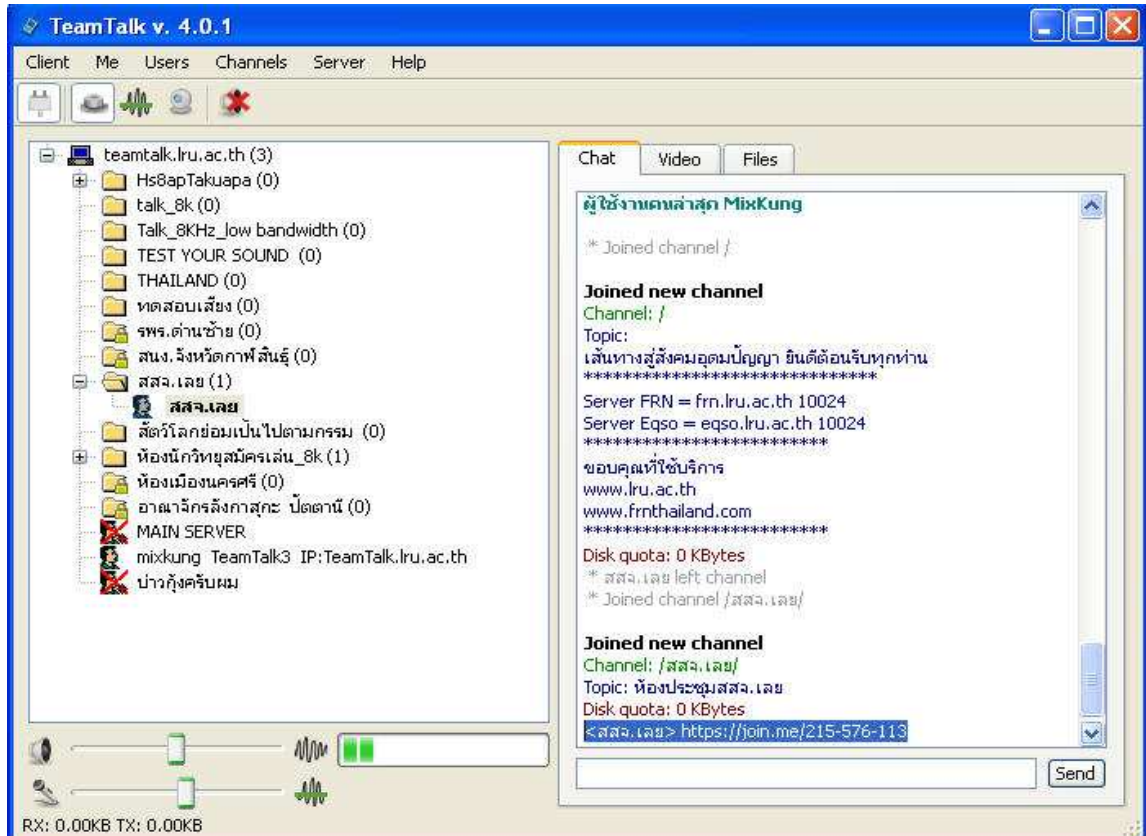 TeamTalk v. 4.0.1
Client Me Users Channels Server Help
teamtalk.lru.ac.th (3)
Hs8apTakuapa (0)
talk_8k (0)
Talk_8KHz_low bandwidth (0)
TEST YOUR SOUND (0)
THAILAND (0)
ทดสอบเสียง (0)
รพร.ด่านซ้าย (0)
สนง.จังหวัดกาฬสินธุ์ (0)
สสจ.เลย (1)
สสจ.เลย
สัตว์โลกย่อมเป็นไปตามกรรม (0)
ห้องนักวิทยุสมัครเล่น_8k (1)
ห้องเมืองนครศรี (0)
อาณาจักรลังกาสุกะ ปัตตานี (0)
MAIN SERVER
mixkung TeamTalk3 IP:TeamTalk.lru.ac.th
บ่าวกุ้งครับผม
RX: 0.00KB TX: 0.00KB
Chat Video Files
ผู้ใช้งานคนล่าสุด MixKung
* Joined channel /
Joined new channel
Channel: /
Topic:
เส้นทางสู่สังคมอุดมปัญญา ยินดีต้อนรับทุกท่าน
******************************
Server FRN = frn.lru.ac.th 10024
Server Eqso = eqso.lru.ac.th 10024
*************************
ขอบคุณที่ใช้บริการ
www.lru.ac.th
www.frnthailand.com
*************************
Disk quota: 0 KBytes
* สสจ.เลย left channel
* Joined channel /สสจ.เลย/
Joined new channel
Channel: /สสจ.เลย/
Topic: ห้องประชุมสสจ.เลย
Disk quota: 0 KBytes
<สสจ.เลย> https://join.me/215-576-113
Send